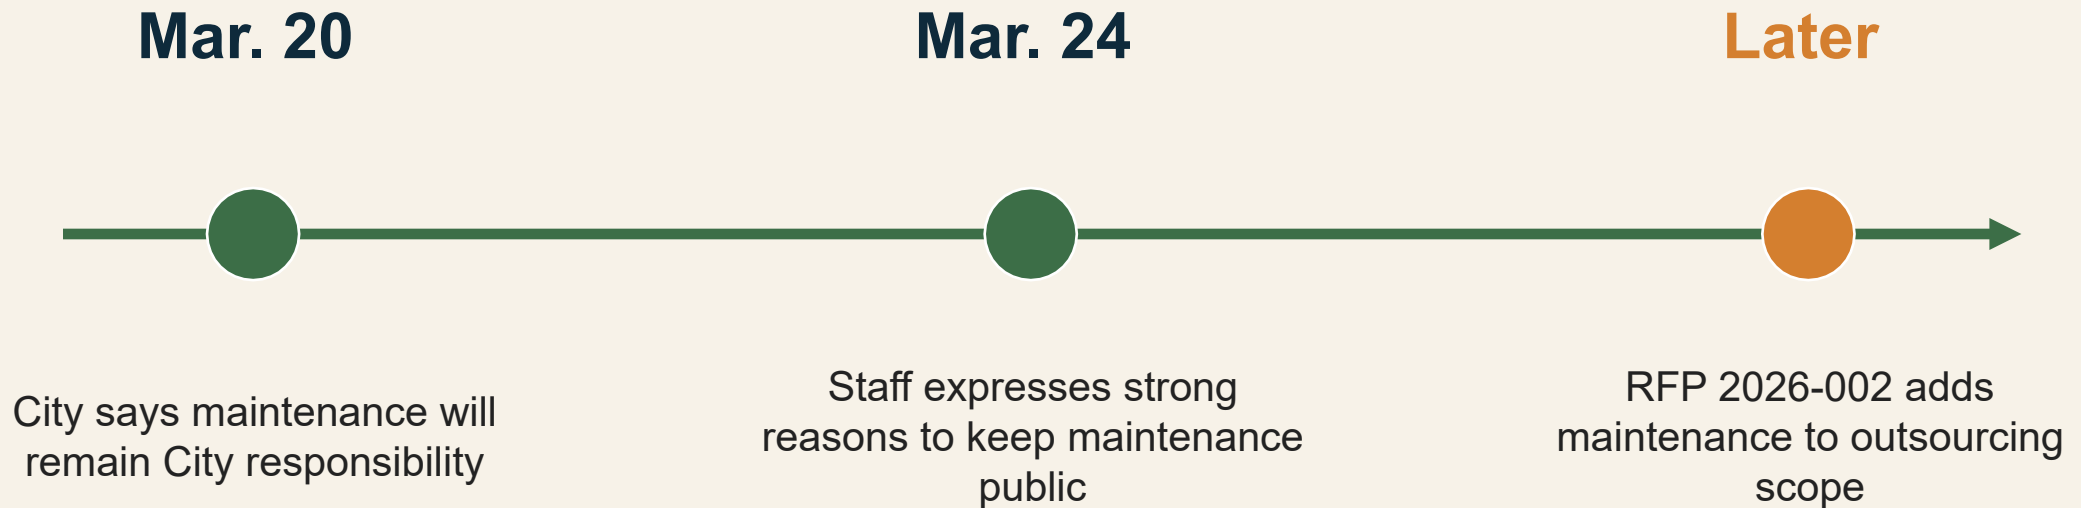 Mar. 20
Mar. 24
Later
City says maintenance will
remain City responsibility
Staff expresses strong
reasons to keep maintenance
public
RFP 2026-002 adds
maintenance to outsourcing
scope